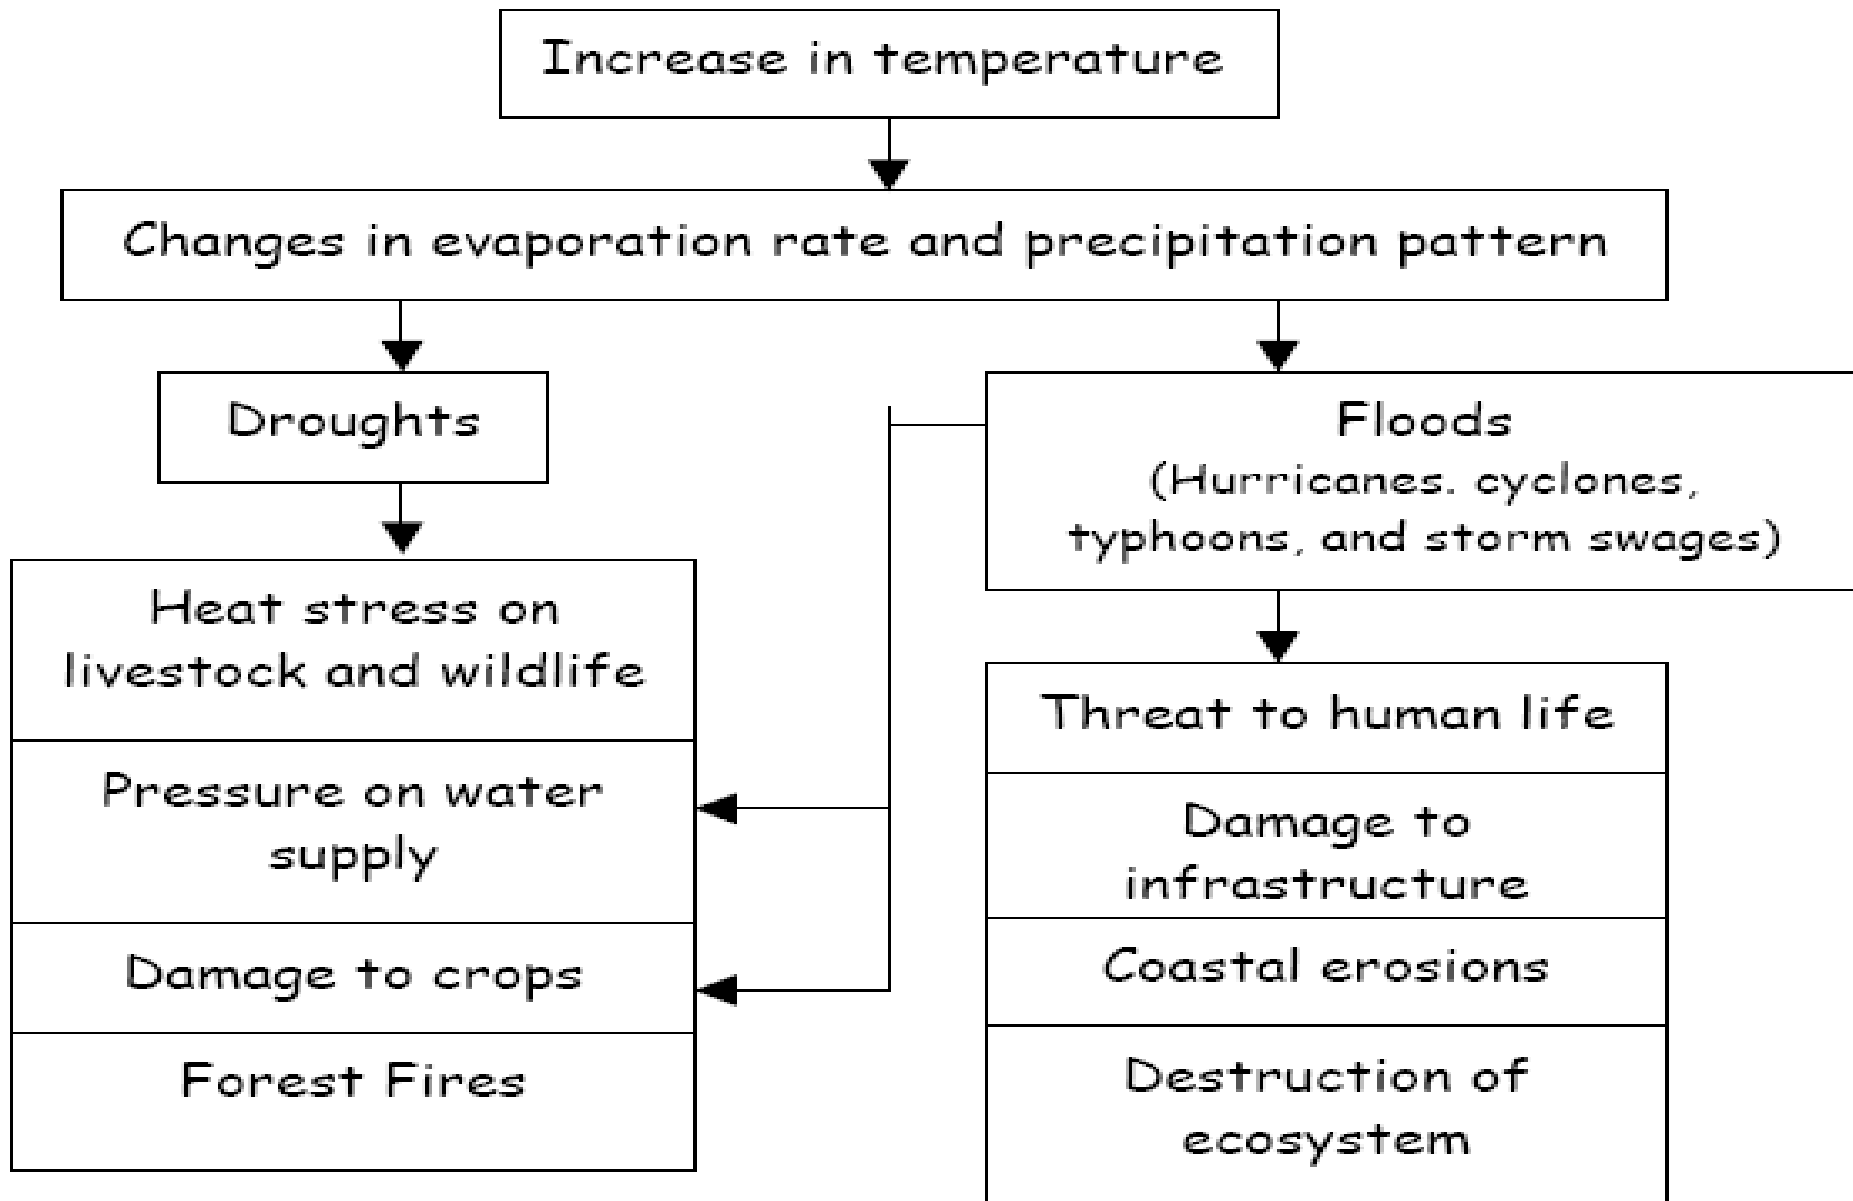 Increase in temperature
Changes in evaporation rate and precipitation pattern
Droughts
Floods
(Hurricanes. cyclones,
typhoons, and storm swages)
Heat stress on
livestock and wildlife
Pressure on water
supply
Damage to crops
Forest Fires
Threat to human life
Damage to
infrastructure
Coastal erosions
Destruction of
ecosystem